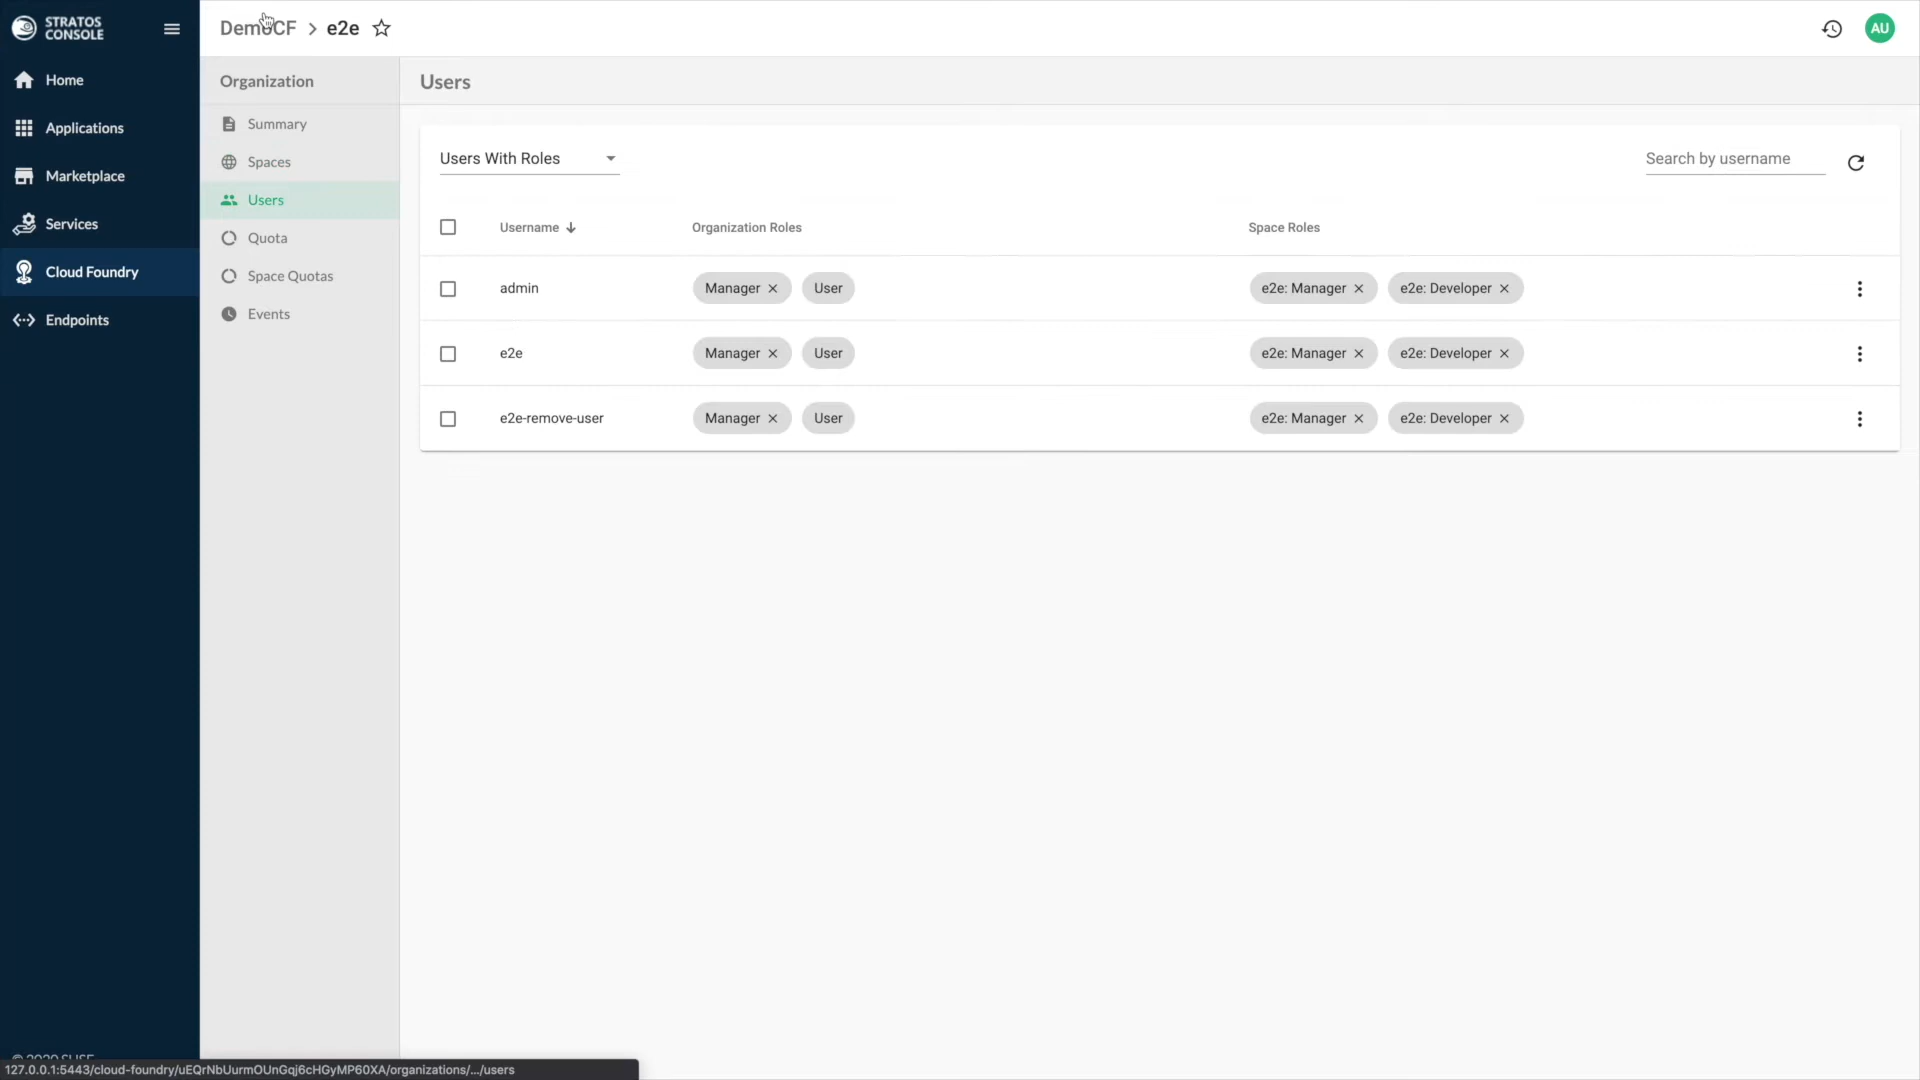 STRATOS
CONSOLE
DemoCF > e2e
AU
Home
Applications
Marketplace
Services
Cloud Foundry
Endpoints
Organization
Summary
Spaces
Users
Quota
Space Quotas
Events
Users
Users With Roles
Search by username
Username Organization Roles Space Roles
admin Manager User e2e: Manager e2e: Developer
e2e Manager User e2e: Manager e2e: Developer
e2e-remove-user Manager User e2e: Manager e2e: Developer
© 2020 SUSE
127.0.0.1:5443/cloud-foundry/uEQrNbUurmOUnGqj6cHGyMP60XA/organizations/.../users